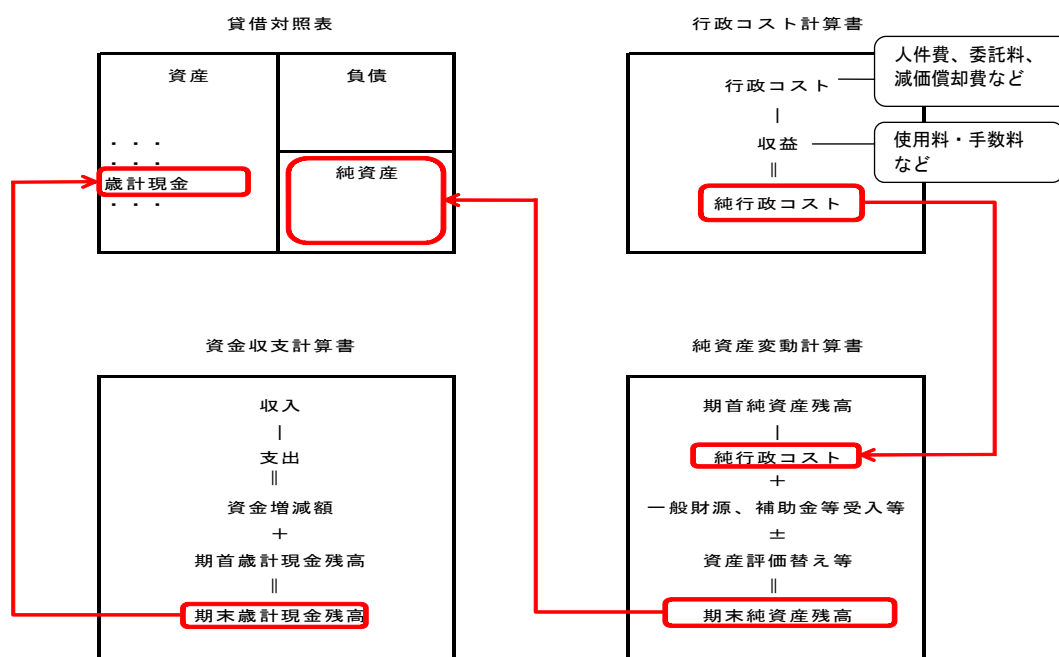 貸借対照表
資産
負債
・・・
・・・
歳計現金
・・・
純資産
行政コスト計算書
行政コスト
人件費、委託料、
減価償却費など
|
収益
使用料・手数料
など
||
純行政コスト
資金収支計算書
収入
|
支出
||
資金増減額
+
期首歳計現金残高
||
期末歳計現金残高
純資産変動計算書
期首純資産残高
|
純行政コスト
+
一般財源、補助金等受入等
±
資産評価替え等
||
期末純資産残高